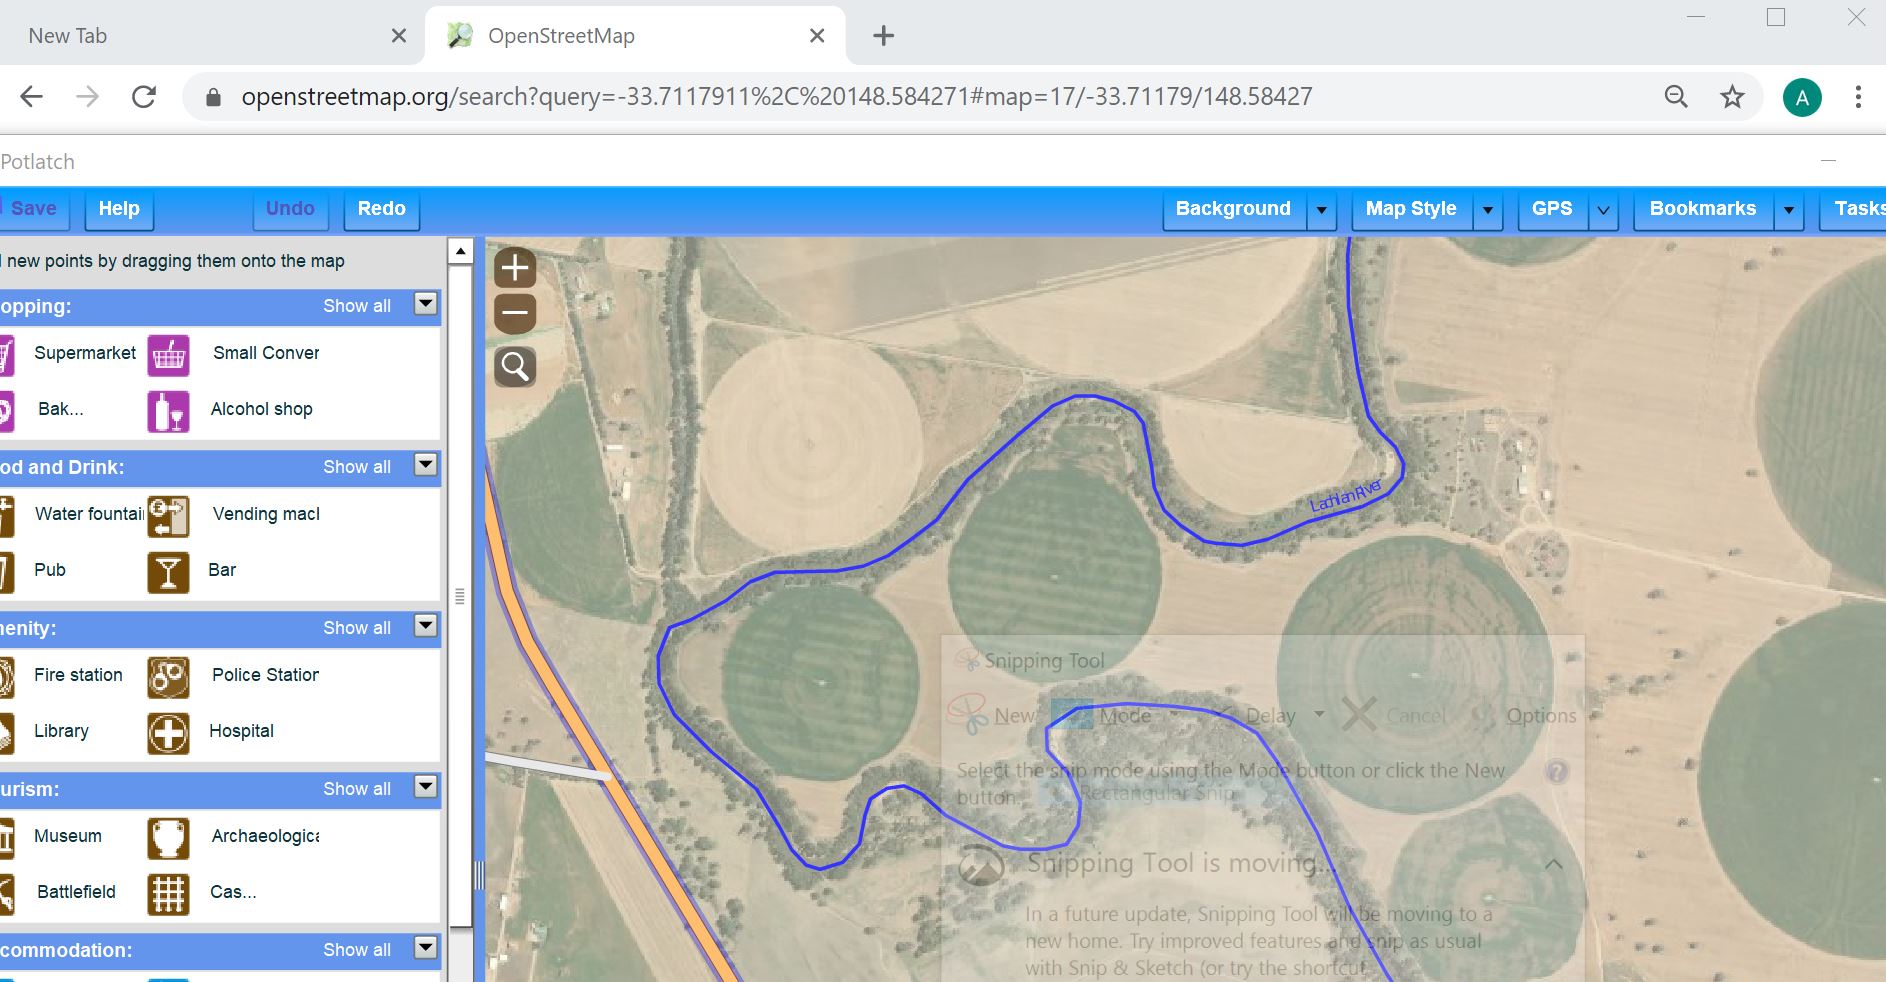 New Tab
OpenStreetMap
openstreetmap.org/search?query=-33.7117911%2C%20148.584271#map=17/-33.71179/148.58427
A
Potlatch
Save Help Undo Redo Background Map Style GPS Bookmarks Tasks
new points by dragging them onto the map
opping: Show all
Supermarket Small Conver
Bak... Alcohol shop
od and Drink: Show all
Water fountai Vending macl
Pub Bar
enity: Show all
Fire station Police Station
Library Hospital
urism: Show all
Museum Archaeologica
Battlefield Cas...
commodation: Show all
Lachlan River
Snipping Tool
New Mode Delay Cancel Options
Select the snip mode using the Mode button or click the New
button.
Rectangular Snip
Snipping Tool is moving...
In a future update, Snipping Tool will be moving to a
new home. Try improved features and snip as usual
with Snip & Sketch (or try the shortcut